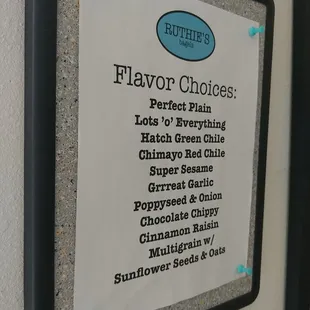 RUTHIE'S
bagels
Flavor Choices:
Perfect Plain
Lots 'o' Everything
Hatch Green Chile
Chimayo Red Chile
Super Sesame
Grrreat Garlic
Poppyseed & Onion
Chocolate Chippy
Cinnamon Raisin
Multigrain w/
Sunflower Seeds & Oats